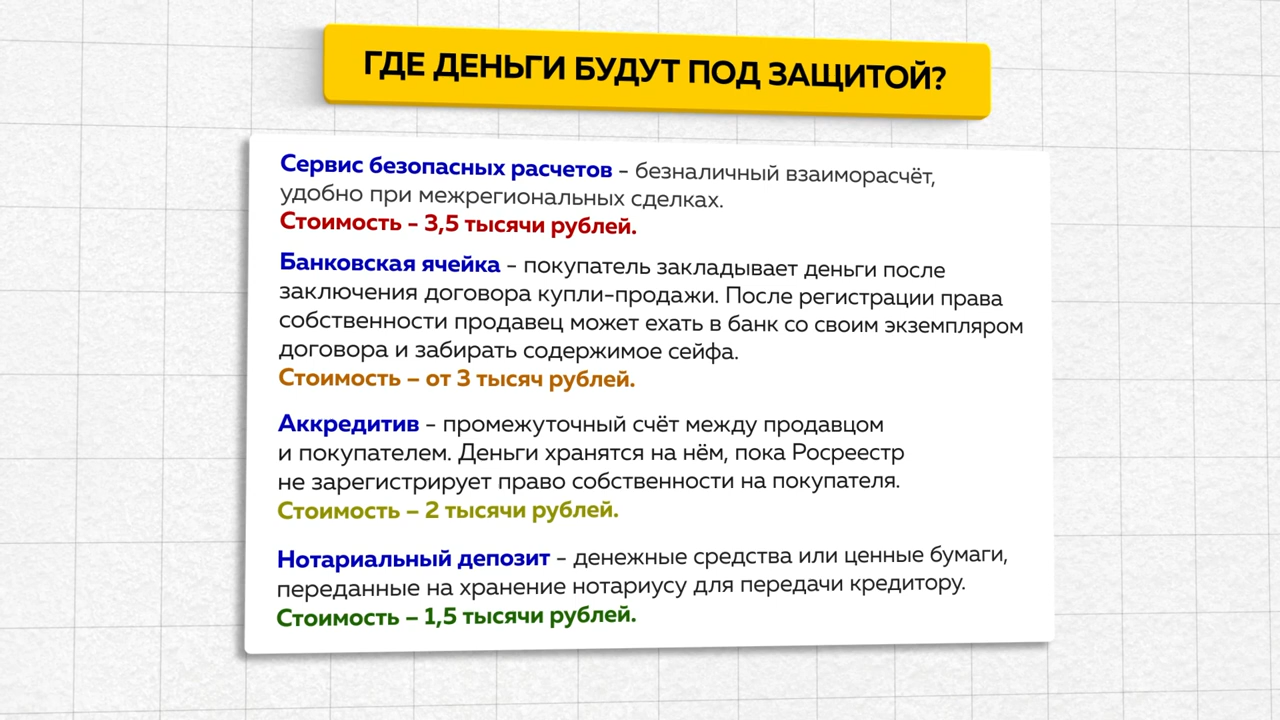 ГДЕ ДЕНЬГИ БУДУТ ПОД ЗАЩИТОЙ?
Сервис безопасных расчетов - безналичный взаиморасчёт,
удобно при межрегиональных сделках.
Стоимость - 3,5 тысячи рублей.
Банковская ячейка - покупатель закладывает деньги после
заключения договора купли-продажи. После регистрации права
собственности продавец может ехать в банк со своим экземпляром
договора и забирать содержимое сейфа.
Стоимость – от 3 тысяч рублей.
Аккредитив - промежуточный счёт между продавцом
и покупателем. Деньги хранятся на нём, пока Росреестр
не зарегистрирует право собственности на покупателя.
Стоимость – 2 тысячи рублей.
Нотариальный депозит - денежные средства или ценные бумаги,
переданные на хранение нотариусу для передачи кредитору.
Стоимость – 1,5 тысячи рублей.